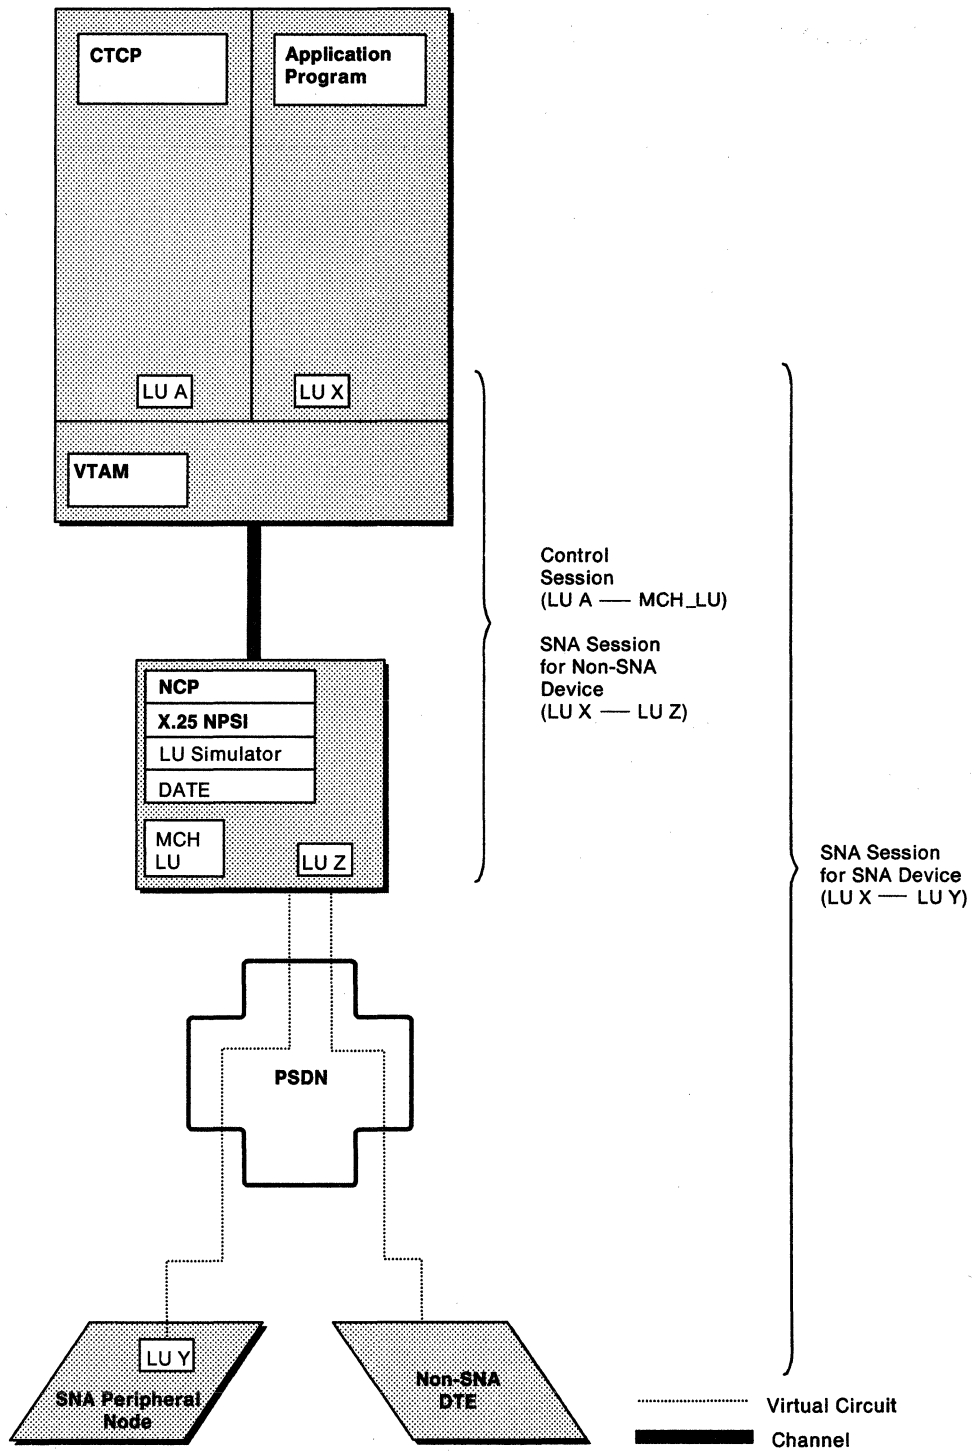 CTCP
Application
Program
LU A
LU X
VTAM
Control
Session
(LU A — MCH_LU)
SNA Session
for Non-SNA
Device
(LU X — LU Z)
NCP
X.25 NPSI
LU Simulator
DATE
MCH
LU
LU Z
SNA Session
for SNA Device
(LU X — LU Y)
PSDN
LU Y
SNA Peripheral
Node
Non-SNA
DTE
Virtual Circuit
Channel